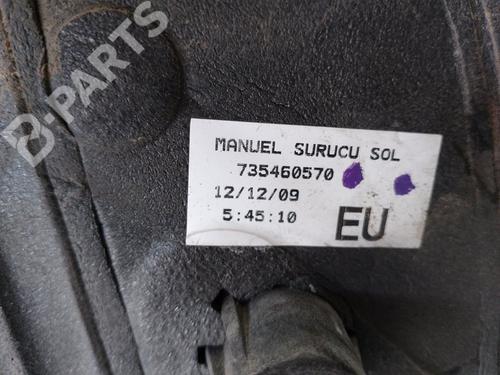 B-PARTS
MANUEL SURUCU SOL
735460570
12/12/09
5:45:10
EU